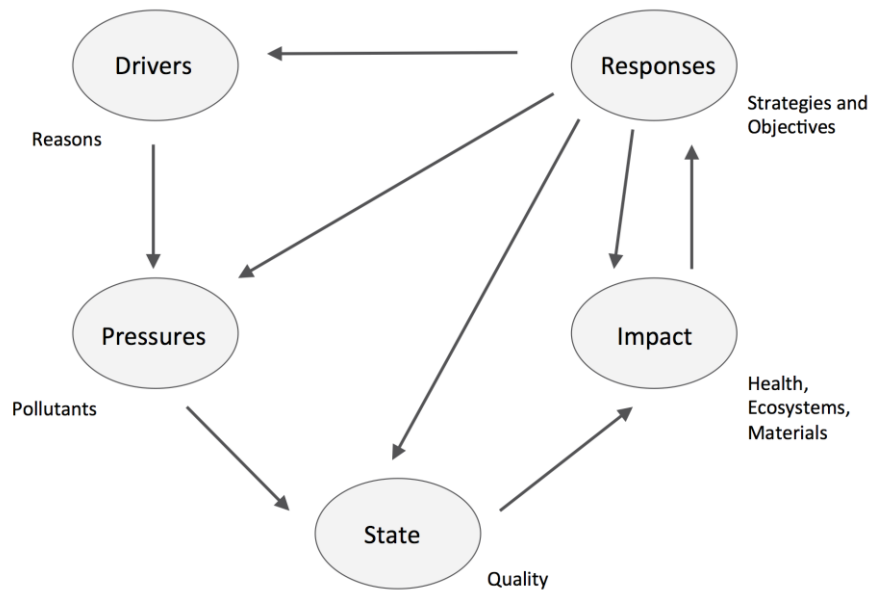 Drivers
Responses
Strategies and
Objectives
Reasons
Pressures
Impact
Health,
Ecosystems,
Materials
Pollutants
State
Quality